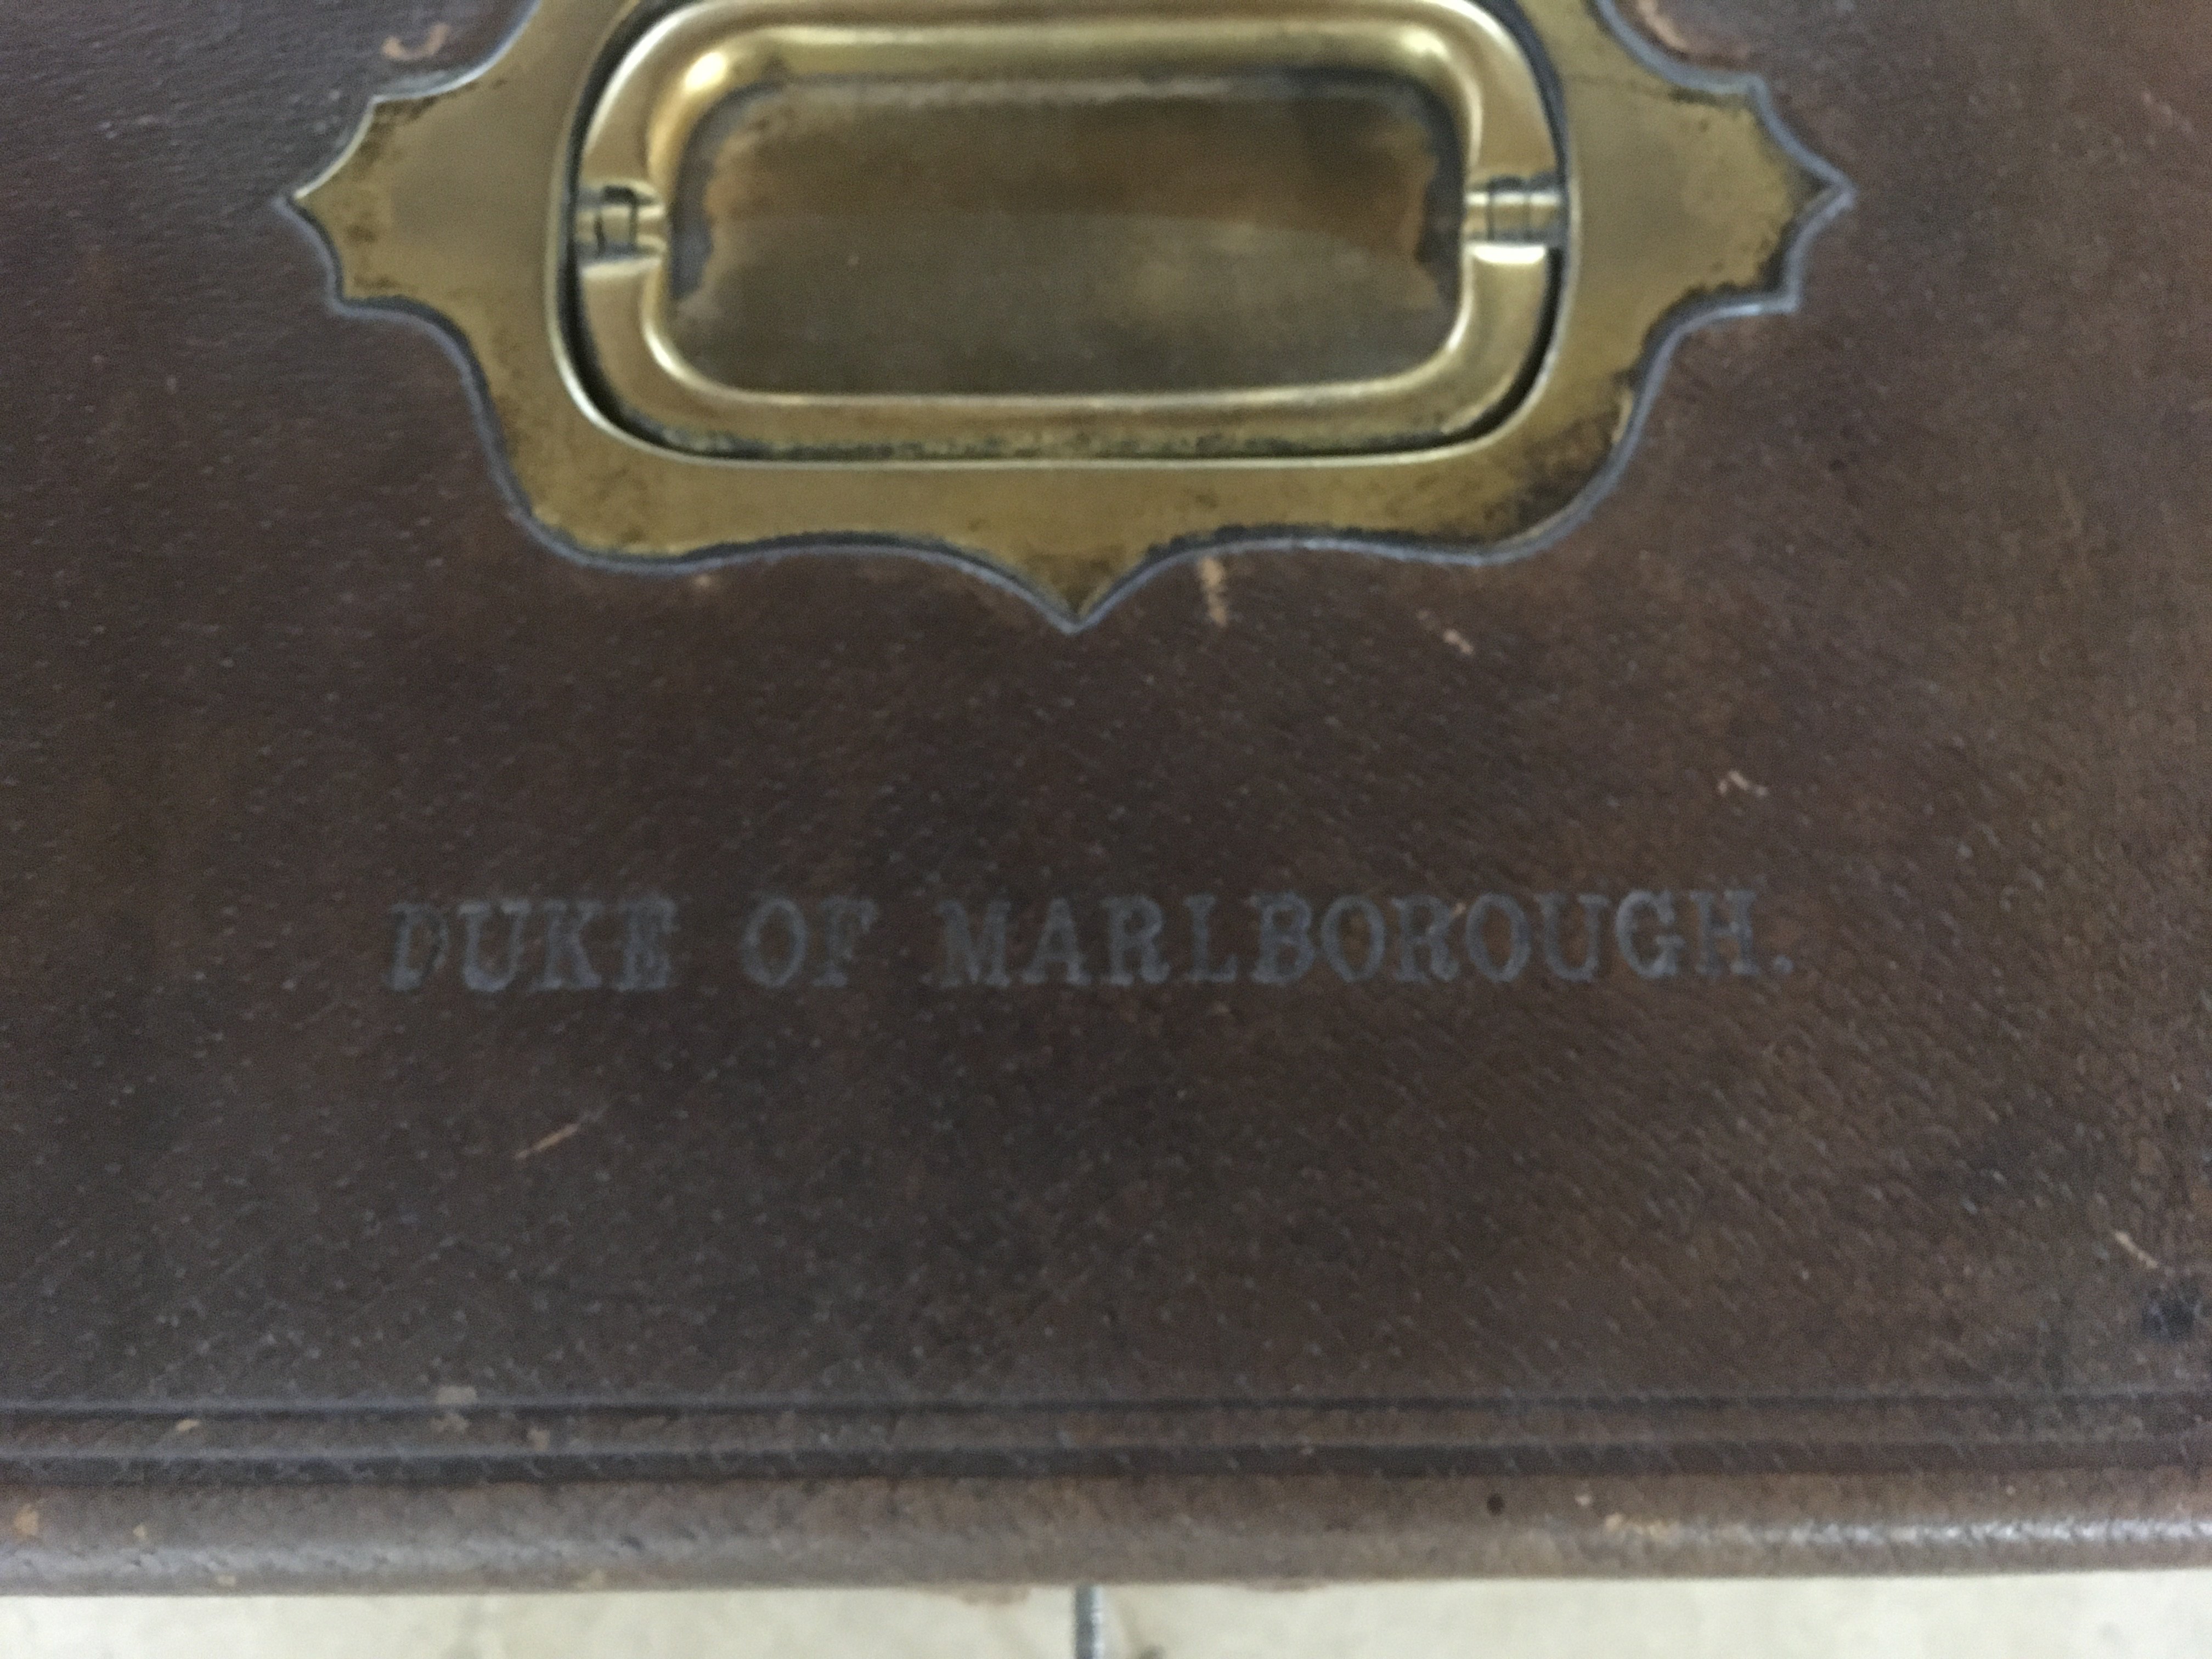 DUKE OF MARLBOROUGH.